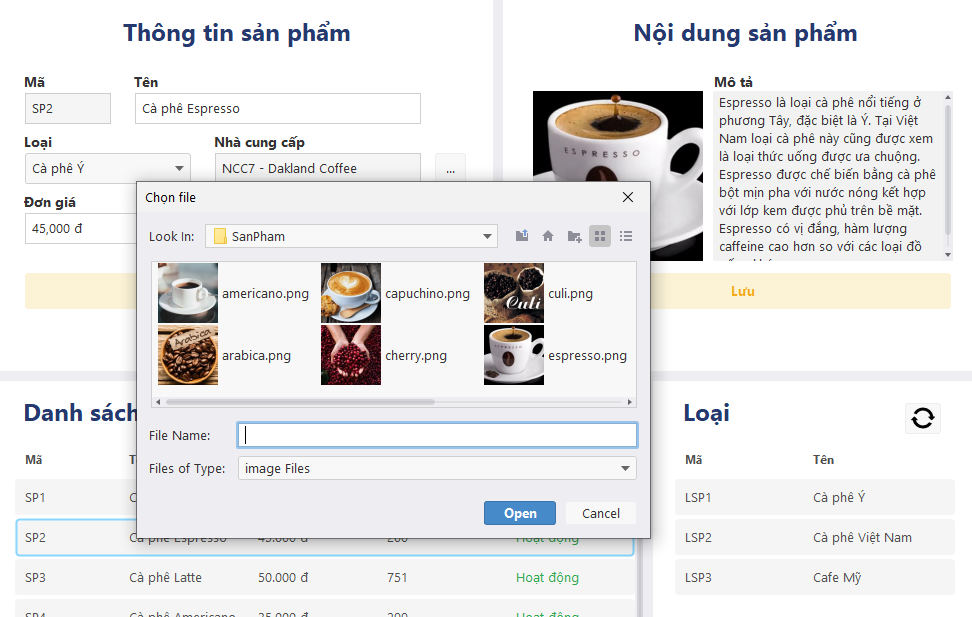 Thông tin sản phẩm
Nội dung sản phẩm
Mã
Tên
SP2
Cà phê Espresso
Loại
Nhà cung cấp
Cà phê Ý
NCC7 - Dakland Coffee
...
Đơn giá
45,000 đ
ESPRESSO
Mô tả
Espresso là loại cà phê nổi tiếng ở
phương Tây, đặc biệt là Ý. Tại Việt
Nam loại cà phê này cũng được xem
là loại thức uống được ưa chuộng.
Espresso được chế biến bằng cà phê
bột mịn pha với nước nóng kết hợp
với lớp kem được phủ trên bề mặt.
Espresso có vị đắng, hàm lượng
caffeine cao hơn so với các loại đồ
Lưu
Chọn file
Look In:
SanPham
americano.png
capuchino.png
Culi
culi.png
Arabica
arabica.png
cherry.png
espresso.png
File Name:
Files of Type:
image Files
Open
Cancel
Danh sách
Mã
SP1
SP2
Cà phê Espresso
45.000 đ
200
Hoạt động
SP3
Cà phê Latte
50.000 đ
751
Hoạt động
SP4
Cà phê Americano
25.000 đ
Hoạt động
Loại
Mã
Tên
LSP1
Cà phê Ý
LSP2
Cà phê Việt Nam
LSP3
Cafe Mỹ